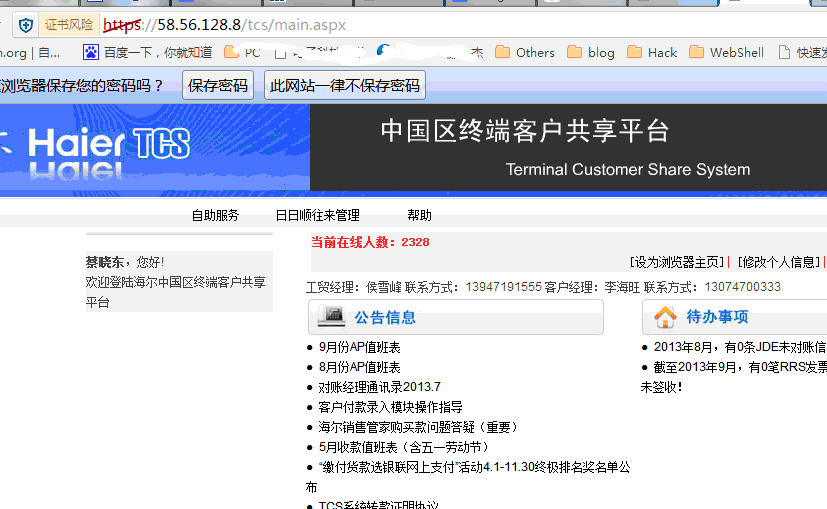 证书风险 https://58.56.128.8/tcs/main.aspx
n.org | 自... 百度一下，你就知道 PC 杰 Others blog Hack WebShell 快速发
浏览器保存您的密码吗？ 保存密码 此网站一律不保存密码
Haier TCS
中国区终端客户共享平台
Terminal Customer Share System
自助服务 日日顺往来管理 帮助
当前在线人数：2328
[设为浏览器主页] | [修改个人信息] |
蔡晓东，您好!
欢迎登陆海尔中国区终端客户共享
平台
工贸经理：侯雪峰 联系方式：13947191555 客户经理：李海旺 联系方式：13074700333
公告信息
● 9月份AP值班表
● 8月份AP值班表
● 对账经理通讯录2013.7
● 客户付款录入模块操作指导
● 海尔销售管家购买款问题答疑（重要）
● 5月收款值班表（含五一劳动节）
● “缴付货款选银联网上支付”活动4.1-11.30终极排名奖名单公
布
● TCS系统转款证明协议
待办事项
● 2013年8月，有0条JDE未对账信
● 截至2013年9月，有0笔RRS发票
未签收！